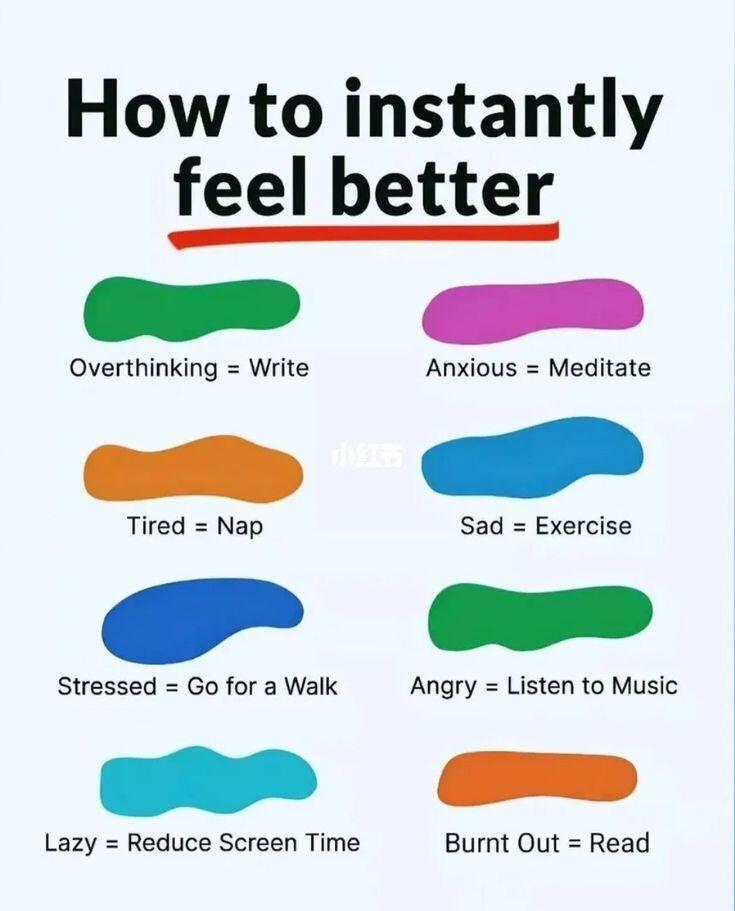 How to instantly
feel better
Overthinking = Write
Anxious = Meditate
小红书
Tired = Nap
Sad = Exercise
Stressed = Go for a Walk
Angry = Listen to Music
Lazy = Reduce Screen Time
Burnt Out = Read